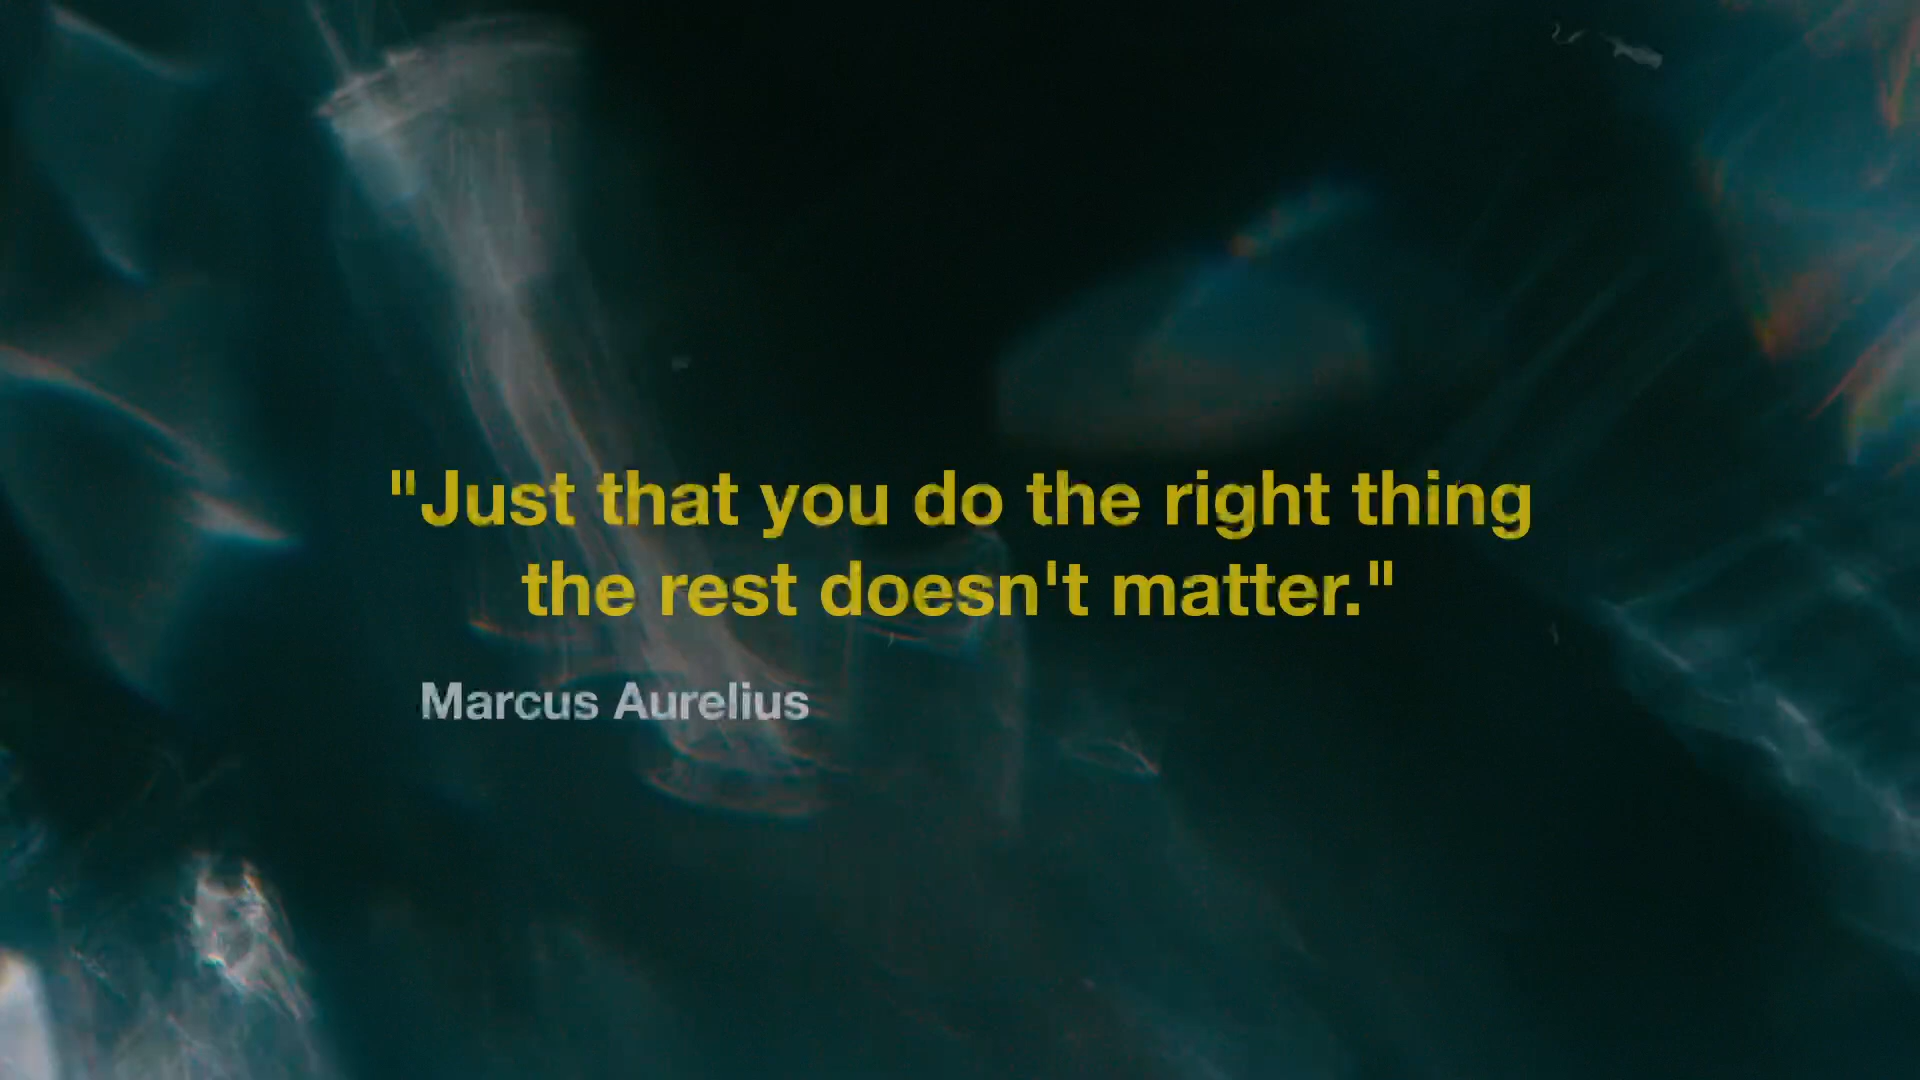 "Just that you do the right thing
the rest doesn't matter."
Marcus Aurelius